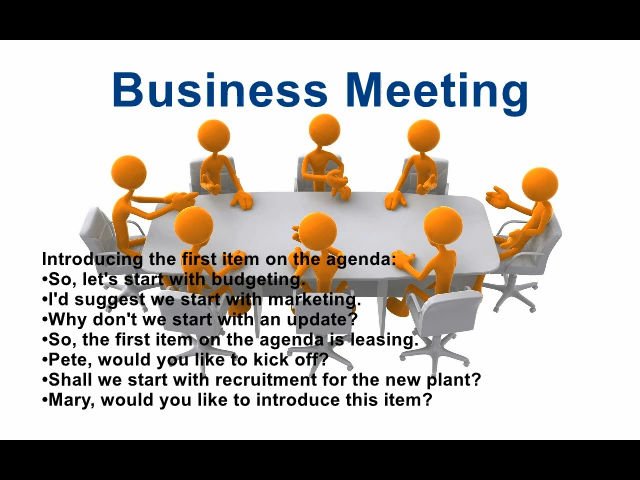 Business Meeting
Introducing the first item on the agenda:
•So, let's start with budgeting.
•I'd suggest we start with marketing.
•Why don't we start with an update?
•So, the first item on the agenda is leasing.
•Pete, would you like to kick off?
•Shall we start with recruitment for the new plant?
•Mary, would you like to introduce this item?